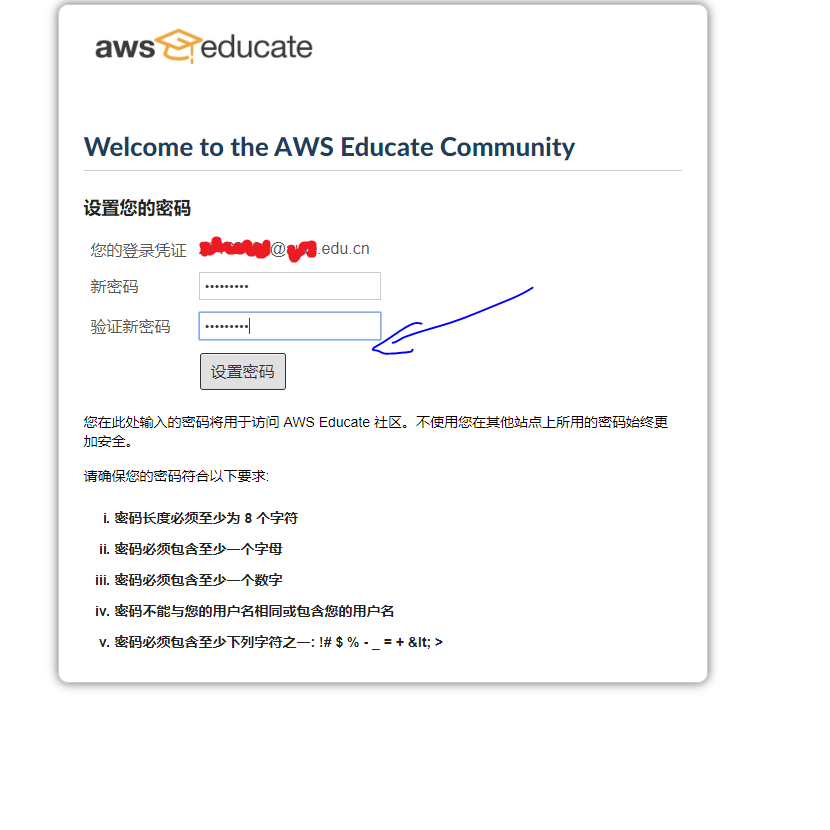 aws educate
Welcome to the AWS Educate Community
设置您的密码
您的登录凭证 @ .edu.cn
新密码 •••••••••
验证新密码 •••••••••
设置密码
您在此处输入的密码将用于访问 AWS Educate 社区。不使用您在其他站点上所用的密码始终更
加安全。
请确保您的密码符合以下要求:
i. 密码长度必须至少为 8 个字符
ii. 密码必须包含至少一个字母
iii. 密码必须包含至少一个数字
iv. 密码不能与您的用户名相同或包含您的用户名
v. 密码必须包含至少下列字符之一: !# $ % - _ = + &lt; >